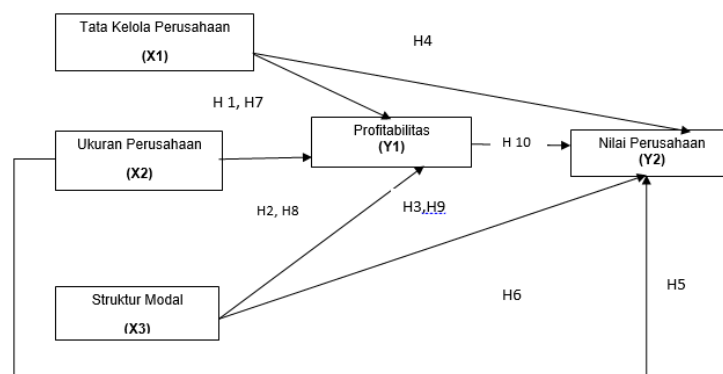 Tata Kelola Perusahaan
(X1)
H4
H 1, H7
Profitabilitas
(Y1)
H 10
Nilai Perusahaan
(Y2)
Ukuran Perusahaan
(X2)
H2, H8
H3,H9
Struktur Modal
(X3)
H6
H5